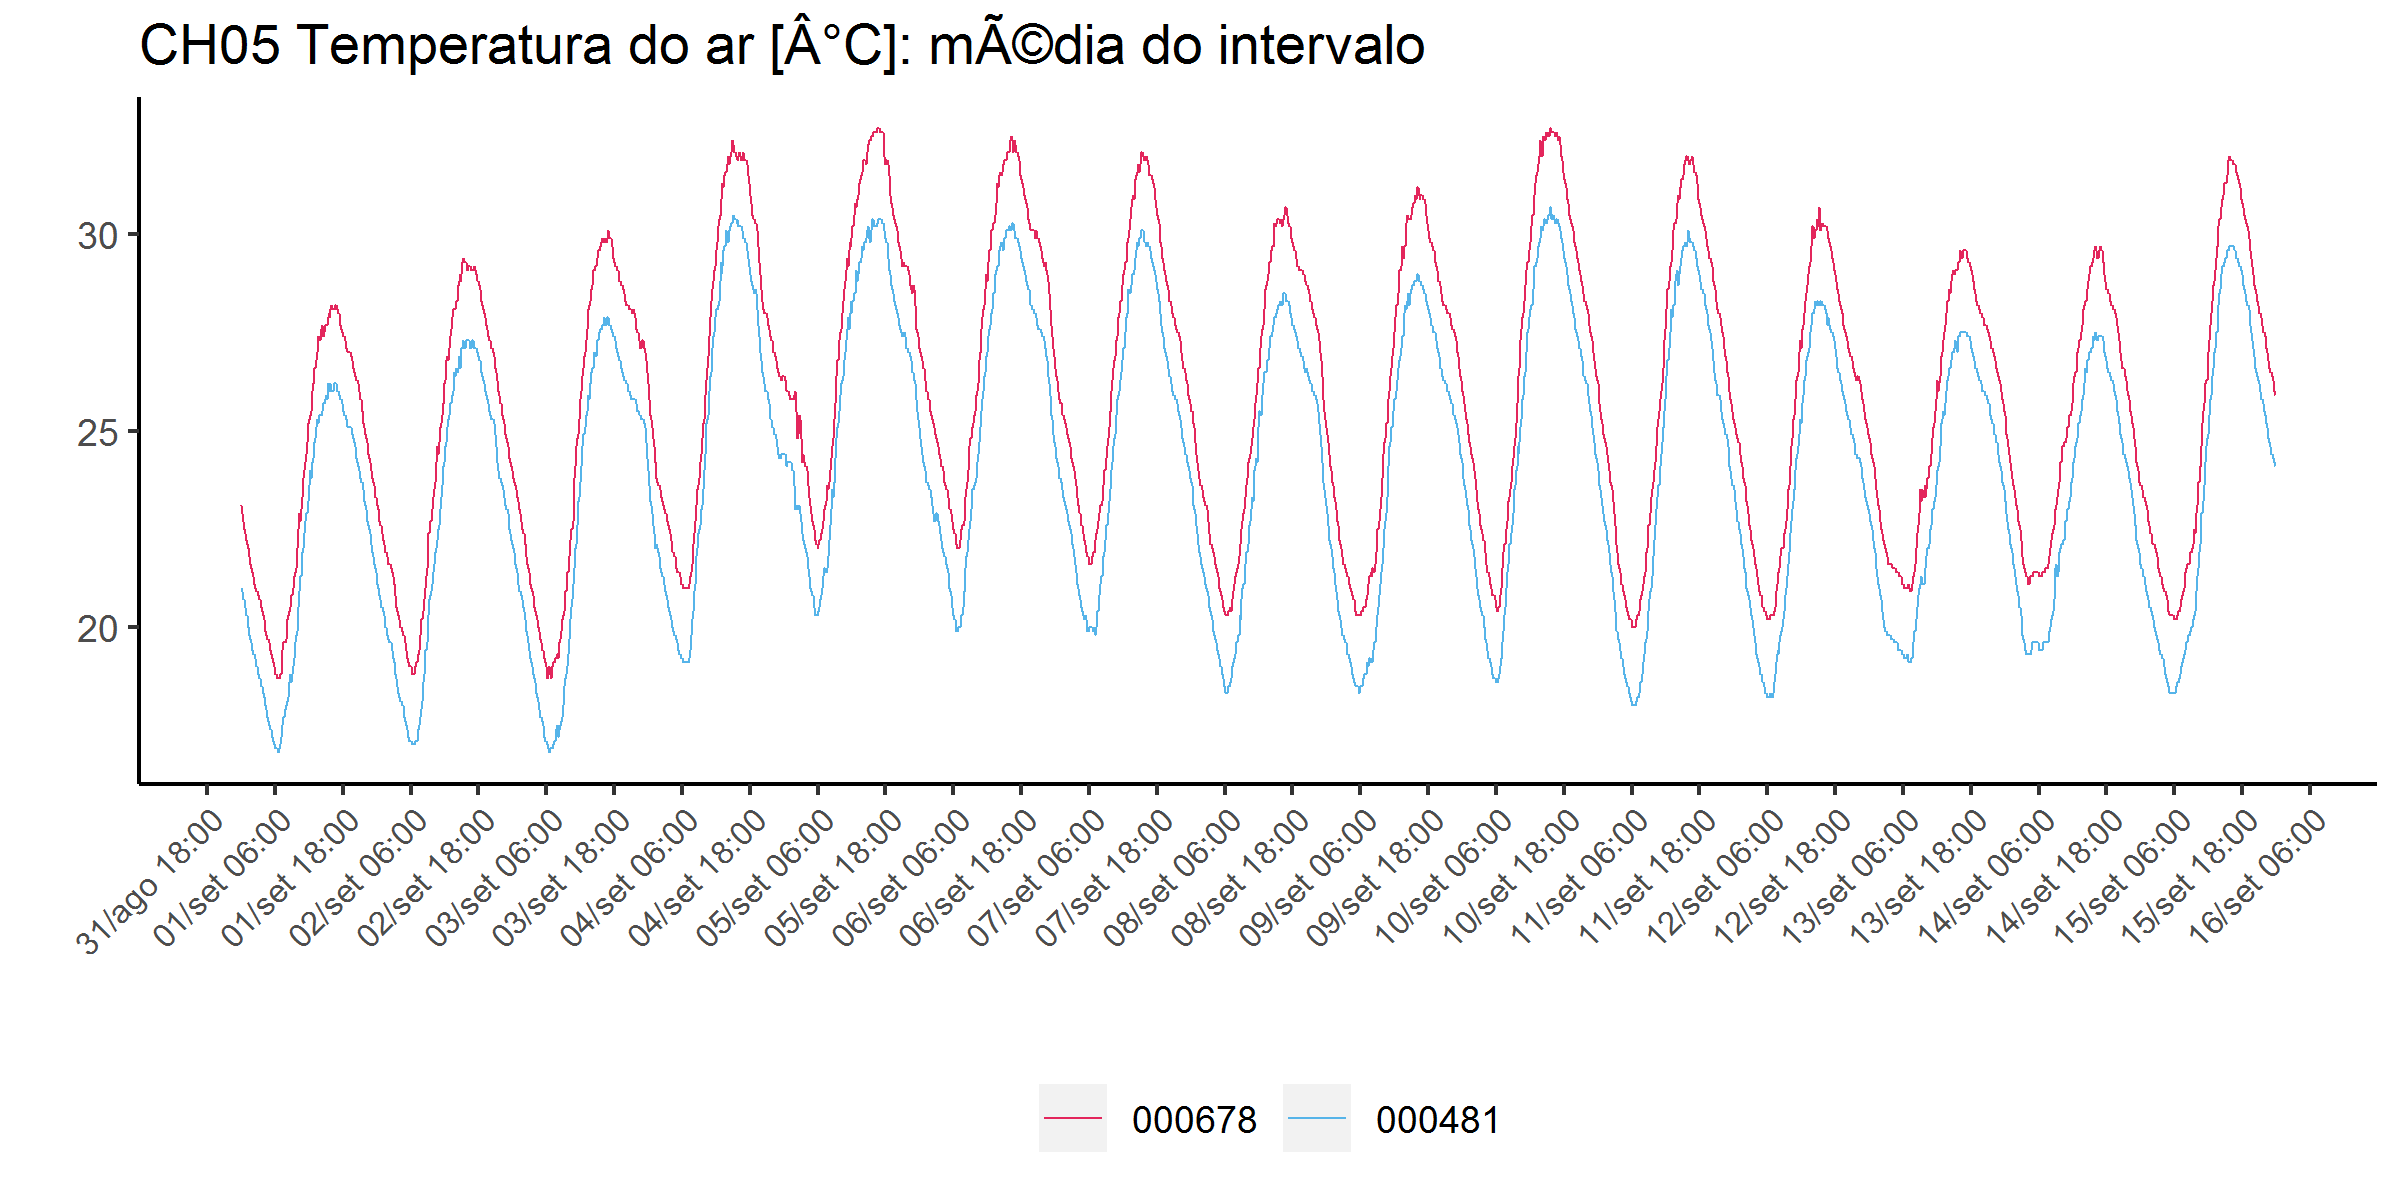 CH05 Temperatura do ar [Â°C]: mÃ©dia do intervalo
30
25
20
31/ago 18:00
01/set 06:00
01/set 18:00
02/set 06:00
02/set 18:00
03/set 06:00
03/set 18:00
04/set 06:00
04/set 18:00
05/set 06:00
05/set 18:00
06/set 06:00
06/set 18:00
07/set 06:00
07/set 18:00
08/set 06:00
08/set 18:00
09/set 06:00
09/set 18:00
10/set 06:00
10/set 18:00
11/set 06:00
11/set 18:00
12/set 06:00
12/set 18:00
13/set 06:00
13/set 18:00
14/set 06:00
14/set 18:00
15/set 06:00
15/set 18:00
16/set 06:00
000678
000481